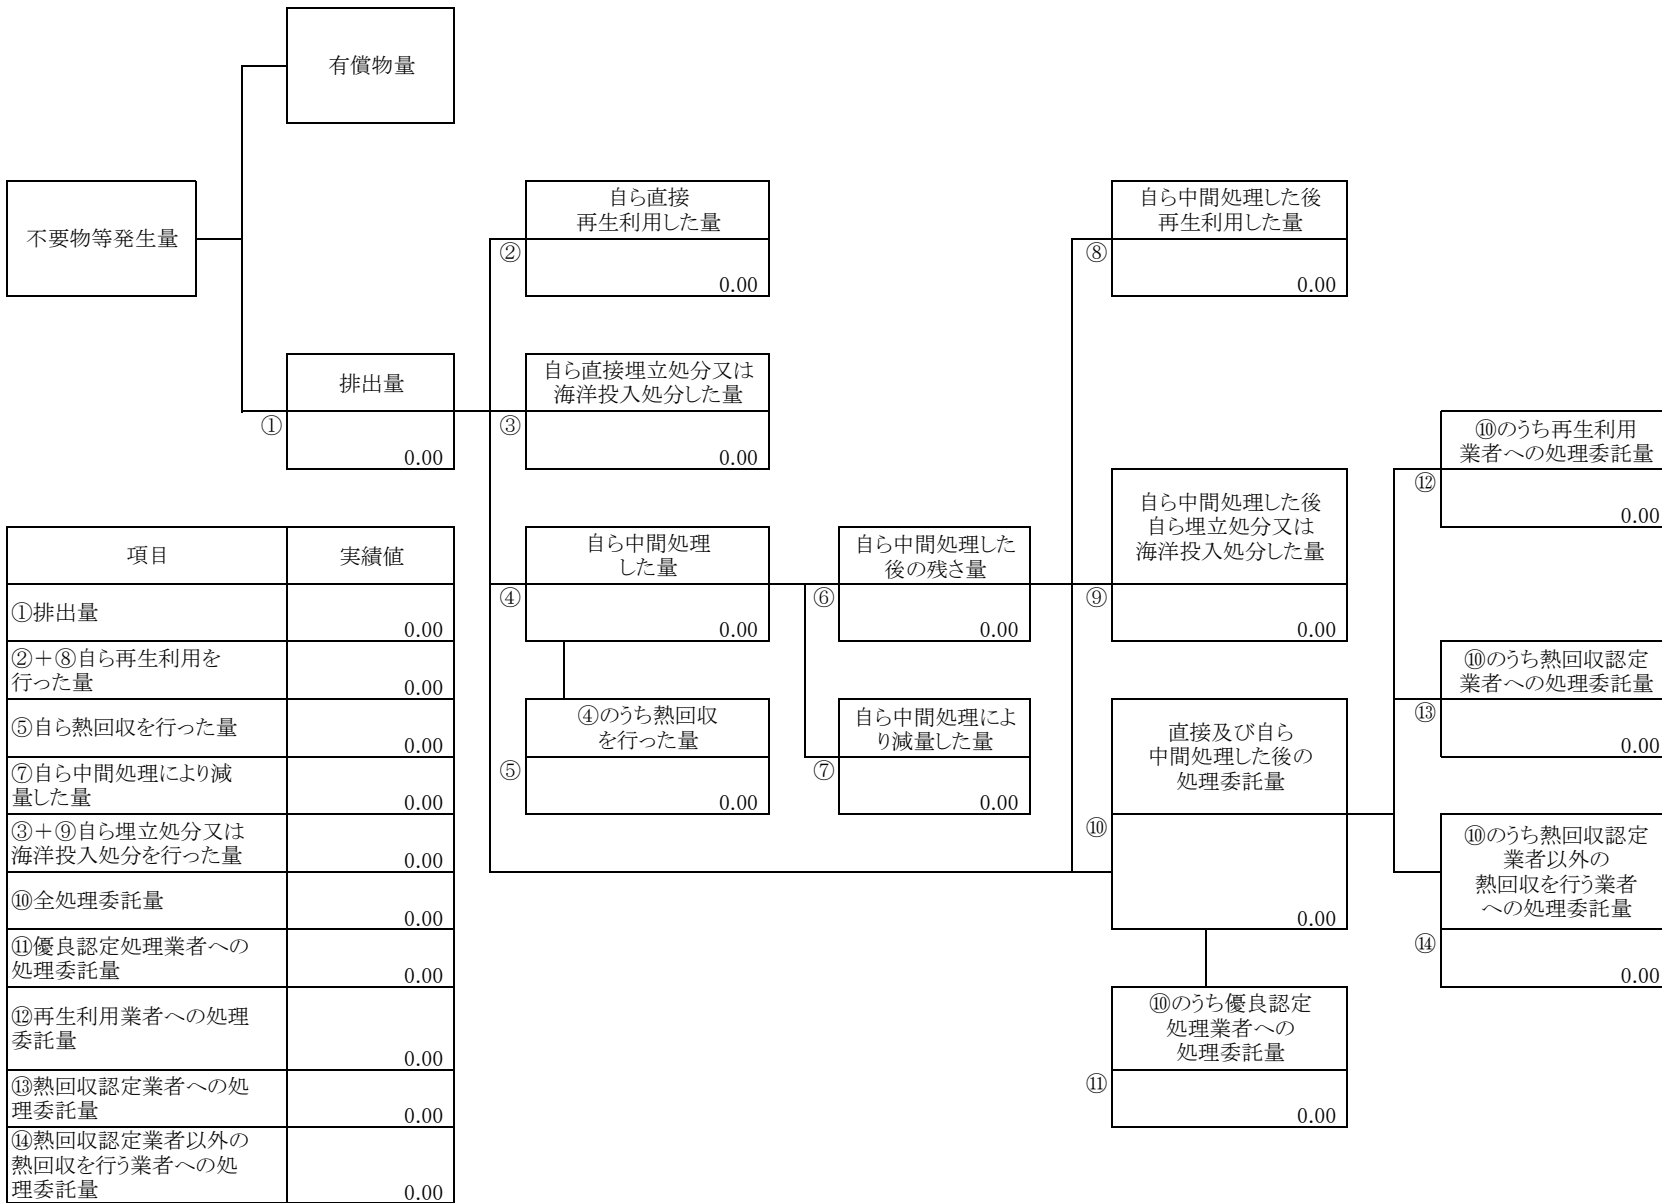 有償物量
不要物等発生量
排出量
①
0.00
自ら直接
再生利用した量
②
0.00
自ら直接埋立処分又は
海洋投入処分した量
③
0.00
自ら中間処理
した量
④
0.00
④のうち熱回収
を行った量
⑤
0.00
自ら中間処理した
後の残さ量
⑥
0.00
自ら中間処理によ
り減量した量
⑦
0.00
自ら中間処理した後
再生利用した量
⑧
0.00
自ら中間処理した後
自ら埋立処分又は
海洋投入処分した量
⑨
0.00
直接及び自ら
中間処理した後の
処理委託量
⑩
0.00
⑩のうち優良認定
処理業者への
処理委託量
⑪
0.00
⑩のうち再生利用
業者への処理委託量
⑫
0.00
⑩のうち熱回収認定
業者への処理委託量
⑬
0.00
⑩のうち熱回収認定
業者以外の
熱回収を行う業者
への処理委託量
⑭
0.00
項目 実績値
①排出量
0.00
②＋⑧自ら再生利用を
行った量 0.00
⑤自ら熱回収を行った量
0.00
⑦自ら中間処理により減
量した量 0.00
③＋⑨自ら埋立処分又は
海洋投入処分を行った量 0.00
⑩全処理委託量
0.00
⑪優良認定処理業者への
処理委託量 0.00
⑫再生利用業者への処理
委託量
0.00
⑬熱回収認定業者への処
理委託量 0.00
⑭熱回収認定業者以外の
熱回収を行う業者への処
理委託量 0.00